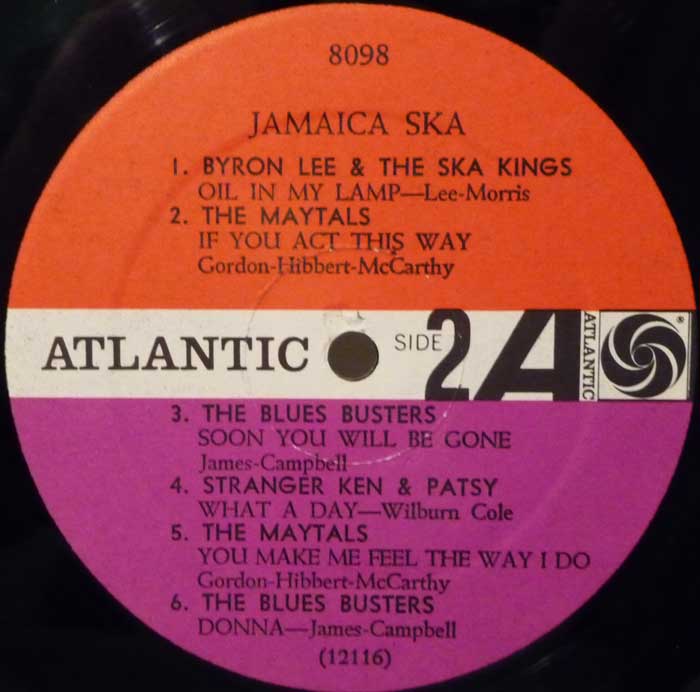 8098
JAMAICA SKA
1. BYRON LEE & THE SKA KINGS
OIL IN MY LAMP—Lee-Morris
2. THE MAYTALS
IF YOU ACT THIS WAY
Gordon-Hibbert-McCarthy
ATLANTIC SIDE 2 A ATLANTIC ®
3. THE BLUES BUSTERS
SOON YOU WILL BE GONE
James-Campbell
4. STRANGER KEN & PATSY
WHAT A DAY—Wilburn Cole
5. THE MAYTALS
YOU MAKE ME FEEL THE WAY I DO
Gordon-Hibbert-McCarthy
6. THE BLUES BUSTERS
DONNA—James-Campbell
(12116)